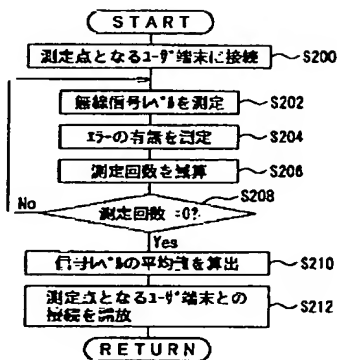 START
測定点となるユーザ端末に接続
S200
無線信号レベルを測定
S202
エラーの有無を測定
S204
測定回数を減算
S206
測定回数 =0?
S208
No
Yes
信号レベルの平均値を算出
S210
測定点となるユーザ端末との
接続を開放
S212
RETURN